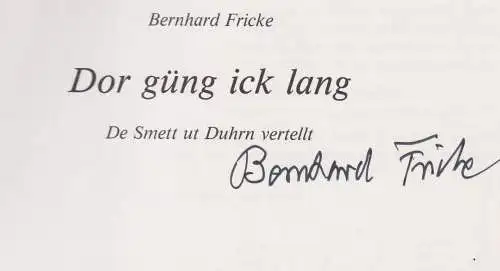 Bernhard Fricke
Dor güng ick lang
De Smett ut Duhrn vertellt
Bernhard Fricke